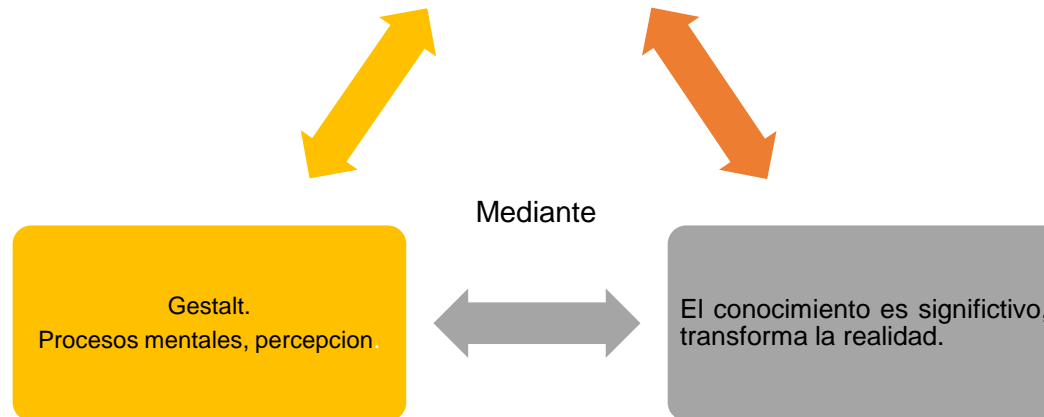 Mediante
Gestalt.
Procesos mentales, percepcion.
El conocimiento es significtivo,
transforma la realidad.